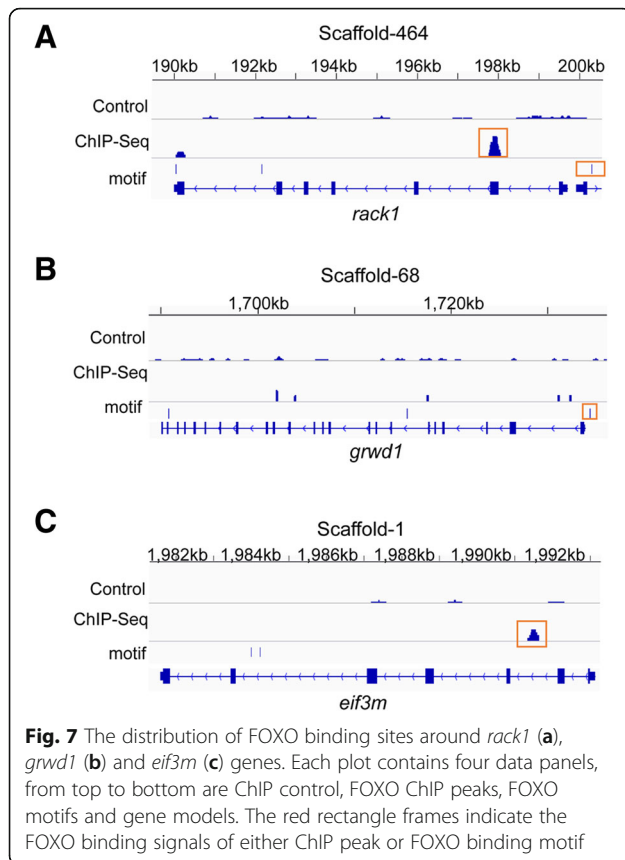 A
Scaffold-464
190kb 192kb 194kb 196kb 198kb 200kb
Control
ChIP-Seq
motif
rack1
B
Scaffold-68
1,700kb 1,720kb
Control
ChIP-Seq
motif
grwd1
C
Scaffold-1
1,982kb 1,984kb 1,986kb 1,988kb 1,990kb 1,992kb
Control
ChIP-Seq
motif
eif3m
Fig. 7 The distribution of FOXO binding sites around rack1 (a),
grwd1 (b) and eif3m (c) genes. Each plot contains four data panels,
from top to bottom are ChIP control, FOXO ChIP peaks, FOXO
motifs and gene models. The red rectangle frames indicate the
FOXO binding signals of either ChIP peak or FOXO binding motif